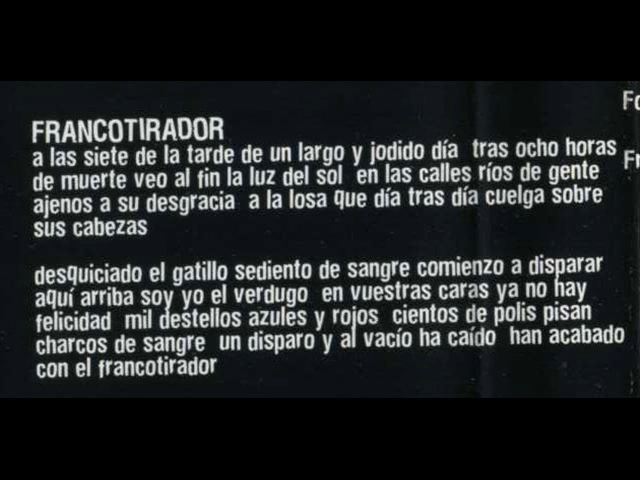 FRANCOTIRADOR
a las siete de la tarde de un largo y jodido día tras ocho horas
de muerte veo al fin la luz del sol en las calles ríos de gente
ajenos a su desgracia a la losa que día tras día cuelga sobre
sus cabezas
desquiciado el gatillo sediento de sangre comienzo a disparar
aquí arriba soy yo el verdugo en vuestras caras ya no hay
felicidad mil destellos azules y rojos cientos de polis pisan
charcos de sangre un disparo y al vacío ha caído han acabado
con el francotirador